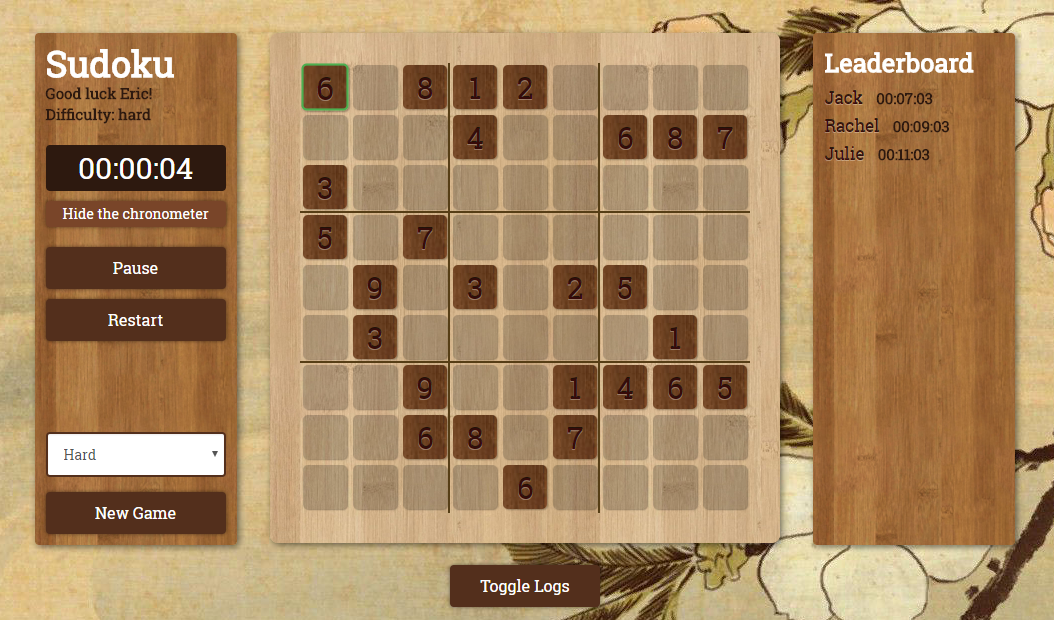 Sudoku
Good luck Eric!
Difficulty: hard
00:00:04
Hide the chronometer
Pause
Restart
Hard
New Game
6 8 1 2
4 6 8 7
3
5 7
9 3 2 5
3 1
9 1 4 6 5
6 8 7
6
Toggle Logs
Leaderboard
Jack 00:07:03
Rachel 00:09:03
Julie 00:11:03